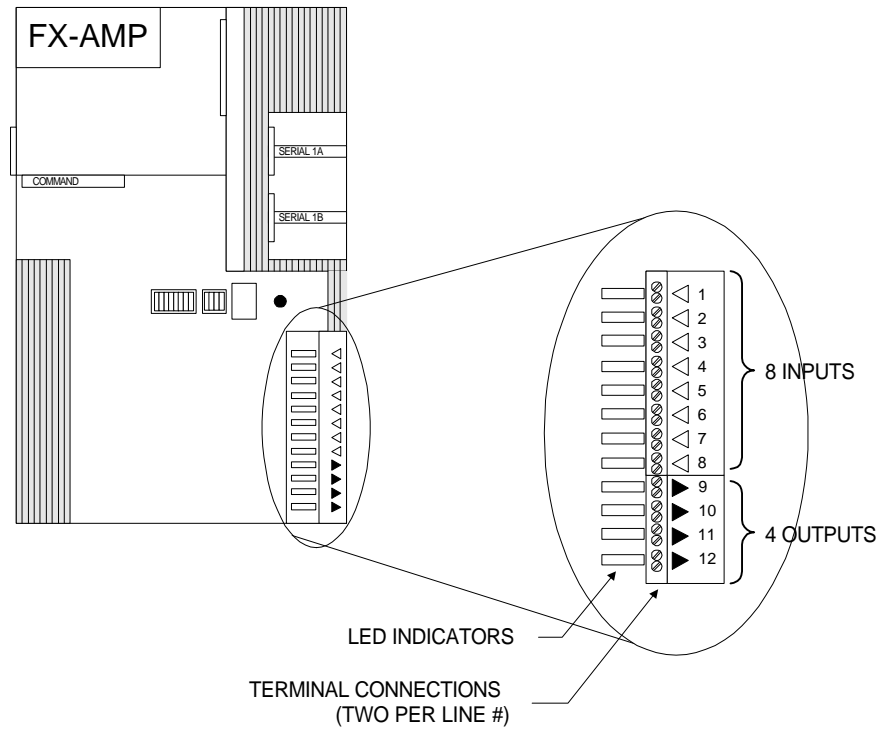 FX-AMP
SERIAL 1A
COMMAND
SERIAL 1B
1
2
3
4
5
6
7
8
8 INPUTS
9
10
11
12
4 OUTPUTS
LED INDICATORS
TERMINAL CONNECTIONS
(TWO PER LINE #)